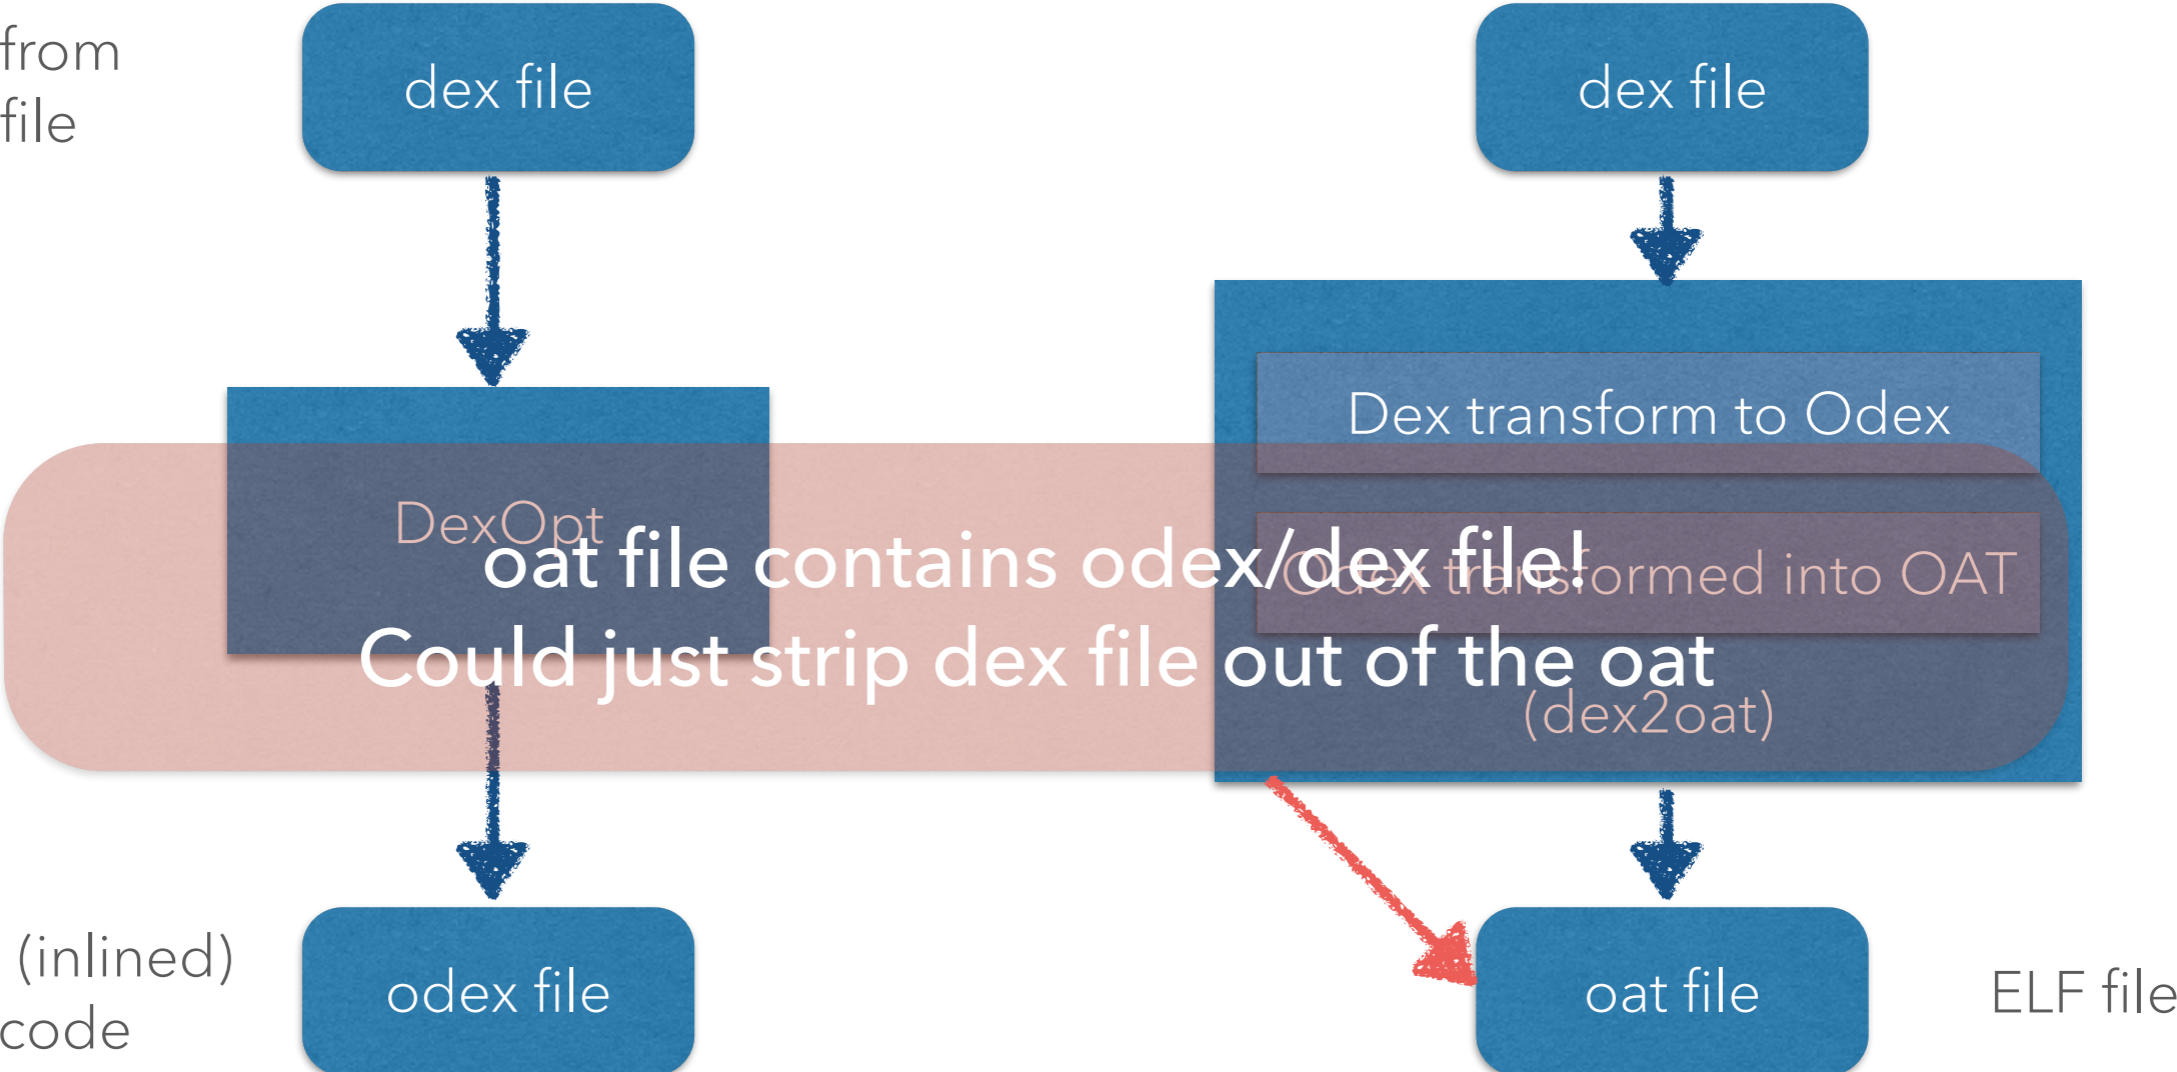 from
file
dex file
dex file
Dex transform to Odex
DexOpt
oat file contains odex/dex file!
Odex transformed into OAT
Could just strip dex file out of the oat
(dex2oat)
(inlined)
code
odex file
oat file
ELF file